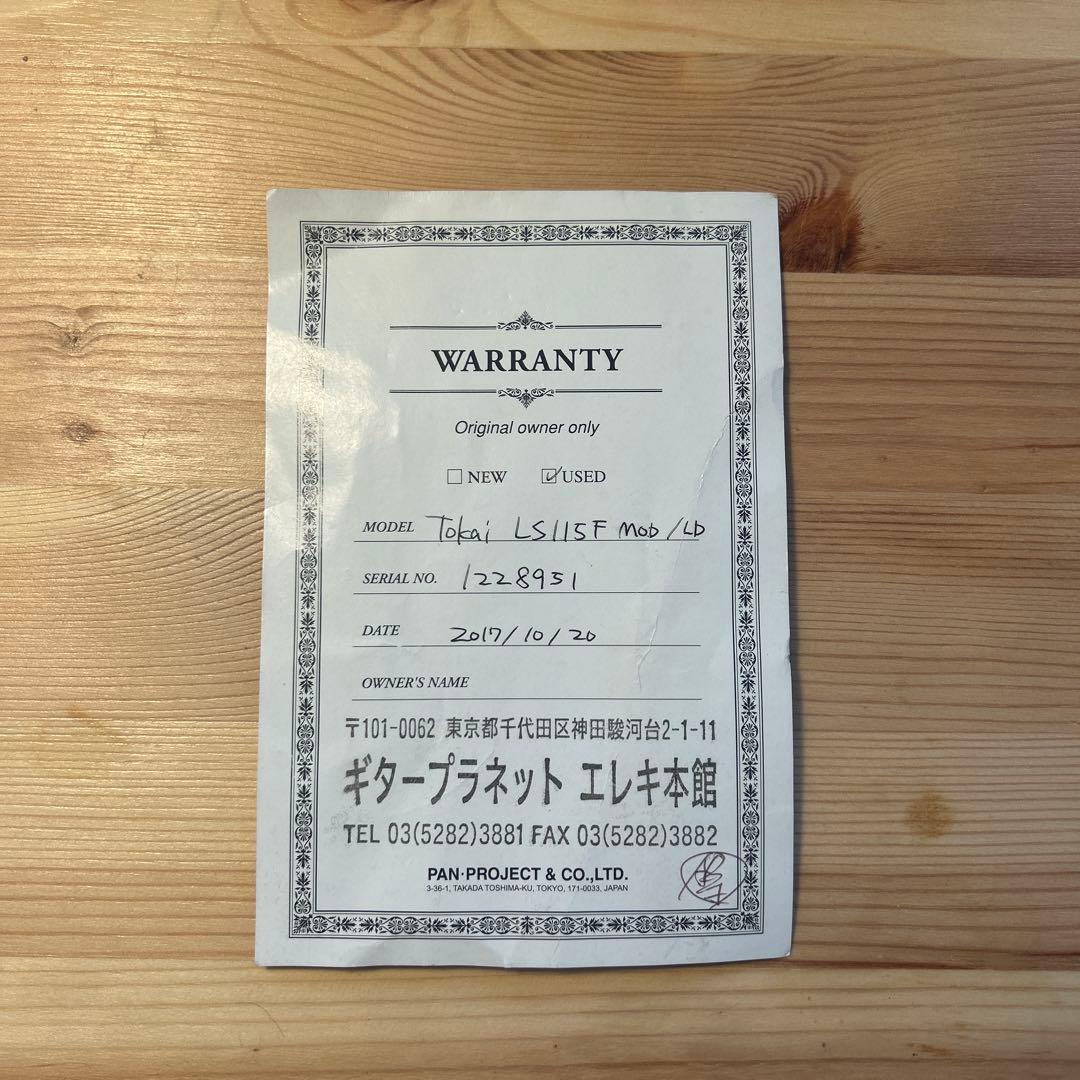 WARRANTY
Original owner only
☐ NEW ☑ USED
MODEL Tokai LS115F MOD/LD
SERIAL NO. 1228951
DATE 2017/10/20
OWNER'S NAME
〒101-0062 東京都千代田区神田駿河台2-1-11
ギタープラネット エレキ本館
TEL 03(5282)3881 FAX 03(5282)3882
PAN·PROJECT & CO.,LTD.
3-36-1, TAKADA TOSHIMA-KU, TOKYO, 171-0033, JAPAN